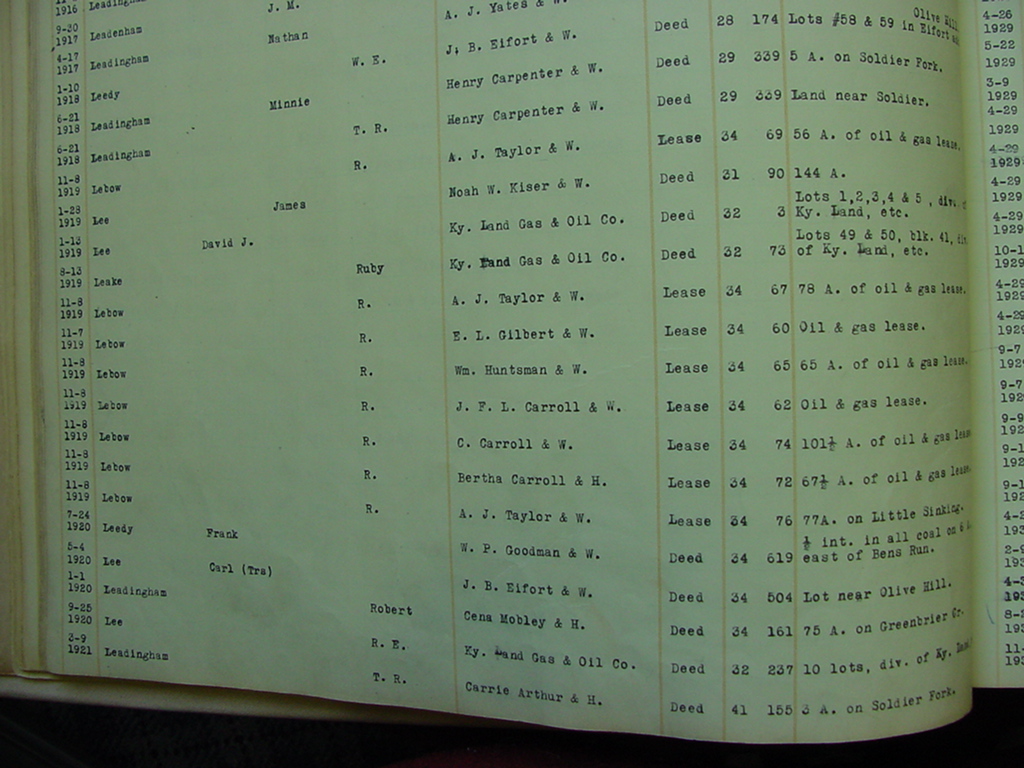 1916 Leadingham J. M.
9-20 1917 Leadenham Nathan A. J. Yates & W.
4-17 1917 Leadingham W. E. J. B. Eifort & W. Deed 28 174 Lots #58 & 59 in Eifort Olive Hill
1-10 1918 Leedy Minnie Henry Carpenter & W. Deed 29 339 5 A. on Soldier Fork.
6-21 1918 Leadingham T. R. Henry Carpenter & W. Deed 29 339 Land near Soldier.
6-21 1918 Leadingham R. A. J. Taylor & W. Lease 34 69 56 A. of oil & gas lease.
11-8 1919 Lebow Noah W. Kiser & W. Deed 31 90 144 A.
1-23 1919 Lee James Ky. Land Gas & Oil Co. Deed 32 3 Lots 1,2,3,4 & 5 , div. of
Ky. Land, etc.
1-13 1919 Lee David J. Ky. Land Gas & Oil Co. Deed 32 73 Lots 49 & 50, blk. 41, div.
of Ky. Land, etc.
8-13 1919 Leake Ruby A. J. Taylor & W. Lease 34 67 78 A. of oil & gas lease.
11-8 1919 Lebow R. E. L. Gilbert & W. Lease 34 60 Oil & gas lease.
11-7 1919 Lebow R. Wm. Huntsman & W. Lease 34 65 65 A. of oil & gas lease.
11-8 1919 Lebow R. J. F. L. Carroll & W. Lease 34 62 Oil & gas lease.
11-8 1919 Lebow R. C. Carroll & W. Lease 34 74 101½ A. of oil & gas lease
11-8 1919 Lebow R. Bertha Carroll & H. Lease 34 72 67½ A. of oil & gas lease.
11-8 1919 Lebow R. A. J. Taylor & W. Lease 34 76 77A. on Little Sinking.
11-8 1919 Lebow R.
7-24 1920 Leedy Frank W. P. Goodman & W. Deed 34 619 ½ int. in all coal on 6 A.
east of Bens Run.
5-4 1920 Lee Carl (Trs) J. B. Eifort & W. Deed 34 504 Lot near Olive Hill.
1-1 1920 Leadingham Robert Cena Mobley & H. Deed 34 161 75 A. on Greenbrier Cr.
9-25 1920 Lee R. E. Ky. Land Gas & Oil Co. Deed 32 237 10 lots, div. of Ky. Land
3-9 1921 Leadingham T. R. Carrie Arthur & H. Deed 41 155 3 A. on Soldier Fork.
4-26
1929
5-22
1929
3-9
1929
4-29
1929
4-29
1929
4-29
1929
4-29
1929
10-1
1929
4-29
1929
4-29
1929
9-7